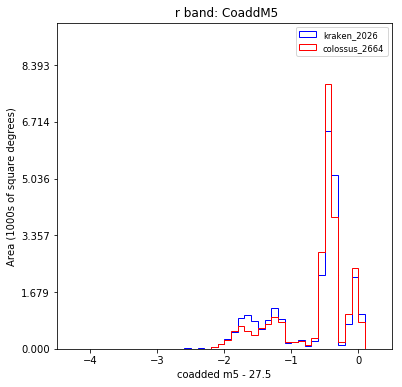 r band: CoaddM5
kraken_2026
colossus_2664
Area (1000s of square degrees)
8.393
6.714
5.036
3.357
1.679
0.000
−4
−3
−2
−1
0
coadded m5 - 27.5